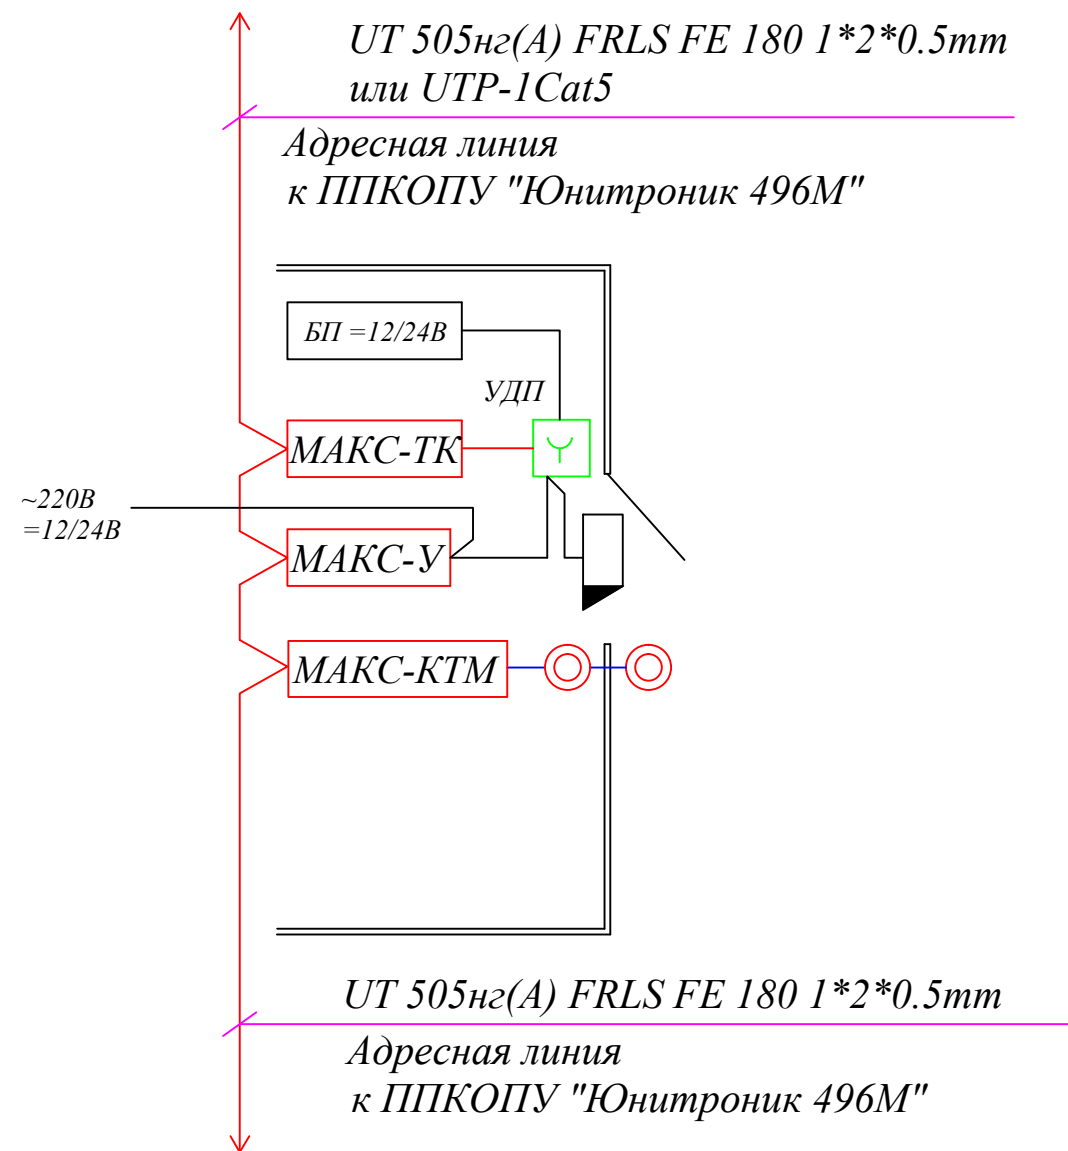 UT 505нг(А) FRLS FE 180 1*2*0.5mm
или UTP-1Cat5
Адресная линия
к ППКОПУ "Юнитроник 496М"
БП =12/24В
УДП
МАКС-ТК
~220В
=12/24В
МАКС-У
МАКС-КТМ
UT 505нг(А) FRLS FE 180 1*2*0.5mm
Адресная линия
к ППКОПУ "Юнитроник 496М"